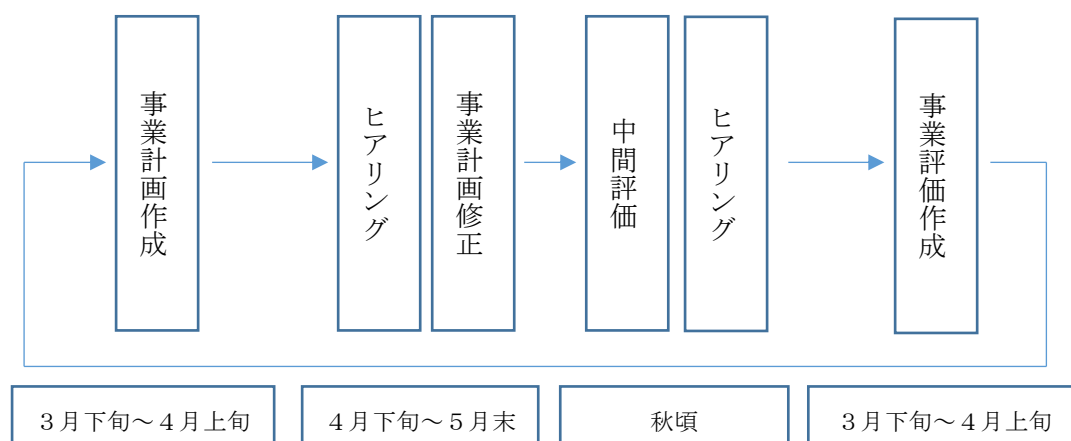 事業計画作成
ヒアリング
事業計画修正
中間評価
ヒアリング
事業評価作成
３月下旬～４月上旬
４月下旬～５月末
秋頃
３月下旬～４月上旬